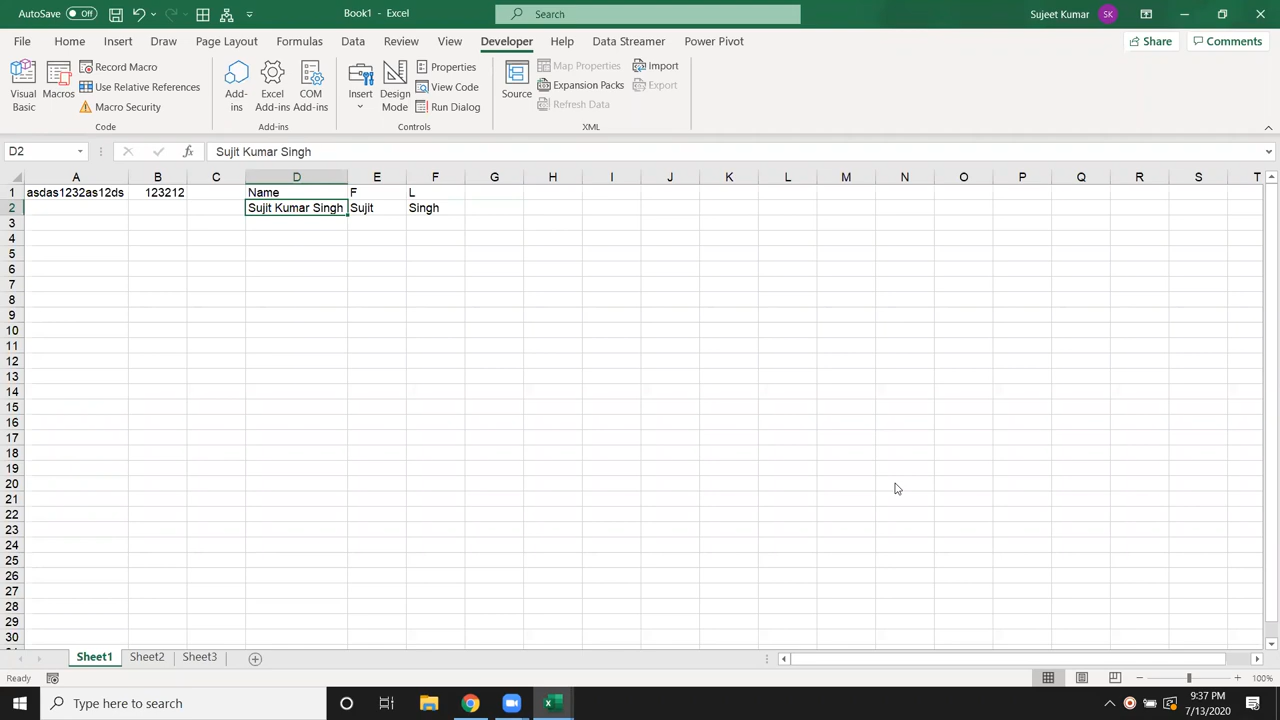 AutoSave Off Book1 - Excel Search Sujeet Kumar SK
File Home Insert Draw Page Layout Formulas Data Review View Developer Help Data Streamer Power Pivot Share Comments
Visual Basic
Macros
Record Macro
Use Relative References
Macro Security
Code
Add-ins
Excel Add-ins
COM Add-ins
Add-ins
Insert
Design Mode
Properties
View Code
Run Dialog
Controls
Source
Map Properties
Expansion Packs
Refresh Data
Import
Export
XML
D2 fx Sujit Kumar Singh
A B C D E F G H I J K L M N O P Q R S T
1 asdas1232as12ds 123212 Name F L
2 Sujit Kumar Singh Sujit Singh
3
4
5
6
7
8
9
10
11
12
13
14
15
16
17
18
19
20
21
22
23
24
25
26
27
28
29
30
Sheet1 Sheet2 Sheet3
Ready 100%
Type here to search
9:37 PM
7/13/2020